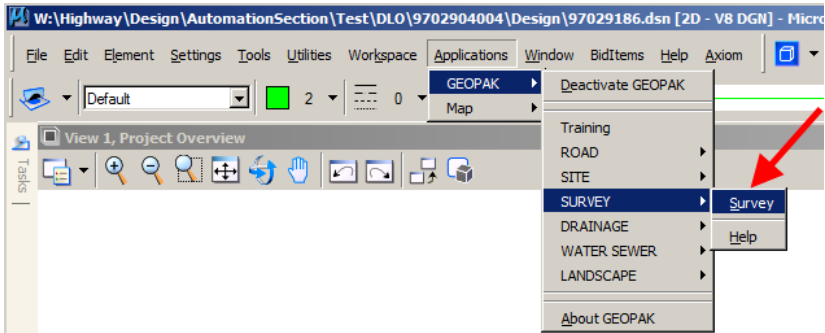 W:\Highway\Design\AutomationSection\Test\DLO\9702904004\Design\97029186.dsn [2D - V8 DGN] - Micro
File Edit Element Settings Tools Utilities Workspace Applications Window BidItems Help Axiom
Default 2 0 GEOPAK Deactivate GEOPAK
Map
View 1, Project Overview
Tasks
Training
ROAD
SITE
SURVEY Survey
DRAINAGE Help
WATER SEWER
LANDSCAPE
About GEOPAK